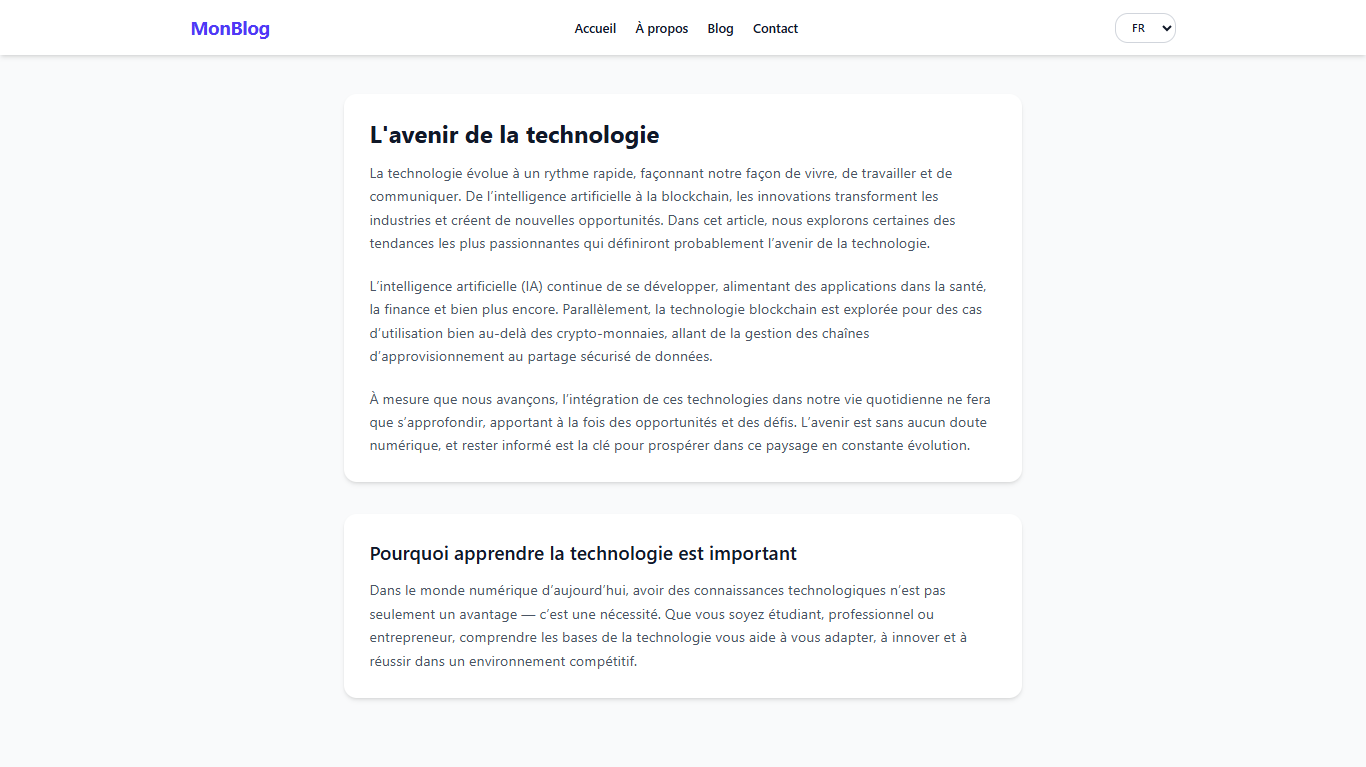 MonBlog
Accueil À propos Blog Contact
FR
L'avenir de la technologie
La technologie évolue à un rythme rapide, façonnant notre façon de vivre, de travailler et de
communiquer. De l’intelligence artificielle à la blockchain, les innovations transforment les
industries et créent de nouvelles opportunités. Dans cet article, nous explorons certaines des
tendances les plus passionnantes qui définiront probablement l’avenir de la technologie.
L’intelligence artificielle (IA) continue de se développer, alimentant des applications dans la santé,
la finance et bien plus encore. Parallèlement, la technologie blockchain est explorée pour des cas
d’utilisation bien au-delà des crypto-monnaies, allant de la gestion des chaînes
d’approvisionnement au partage sécurisé de données.
À mesure que nous avançons, l’intégration de ces technologies dans notre vie quotidienne ne fera
que s’approfondir, apportant à la fois des opportunités et des défis. L’avenir est sans aucun doute
numérique, et rester informé est la clé pour prospérer dans ce paysage en constante évolution.
Pourquoi apprendre la technologie est important
Dans le monde numérique d’aujourd’hui, avoir des connaissances technologiques n’est pas
seulement un avantage — c’est une nécessité. Que vous soyez étudiant, professionnel ou
entrepreneur, comprendre les bases de la technologie vous aide à vous adapter, à innover et à
réussir dans un environnement compétitif.